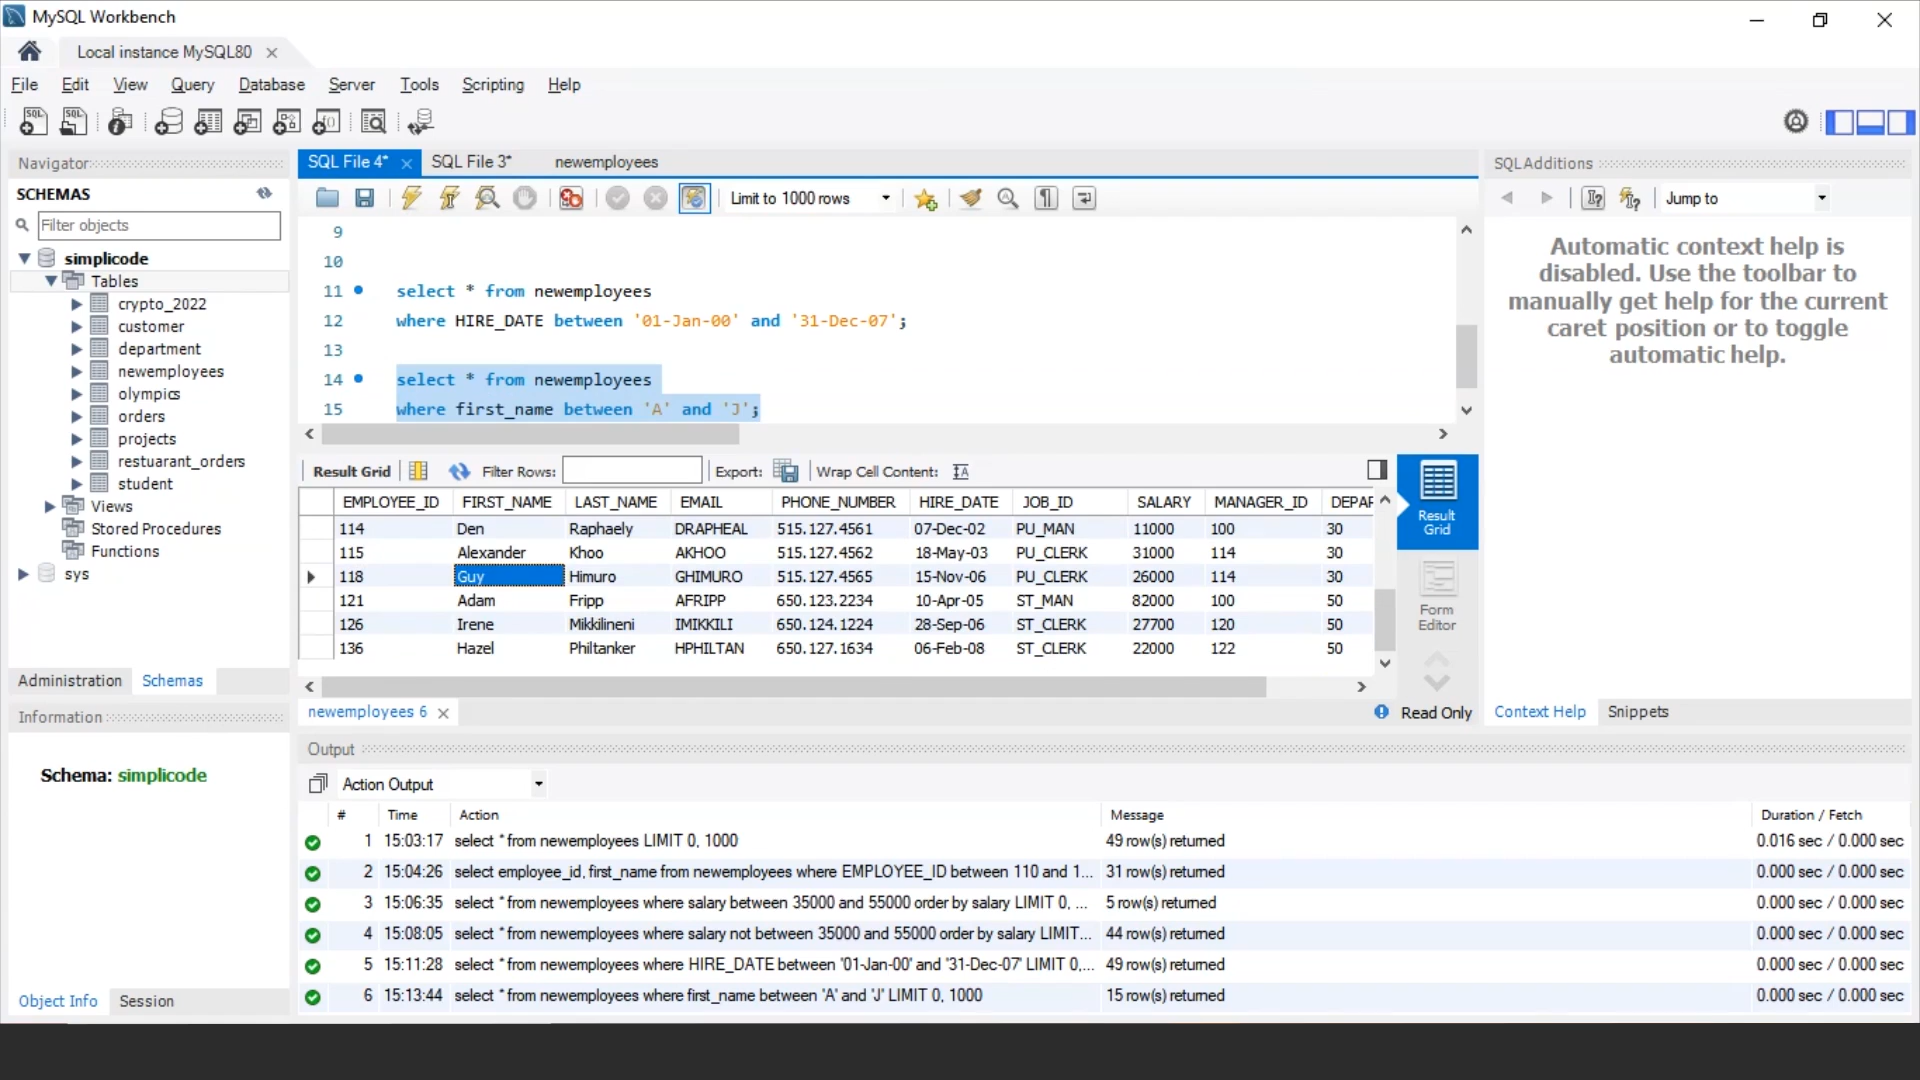 MySQL Workbench
Local instance MySQL80
File Edit View Query Database Server Tools Scripting Help
Navigator
SCHEMAS
Filter objects
simplicode
Tables
crypto_2022
customer
department
newemployees
olympics
orders
projects
restuarant_orders
student
Views
Stored Procedures
Functions
sys
Administration Schemas
Information
Schema: simplicode
Object Info Session
SQL File 4* SQL File 3* newemployees
Limit to 1000 rows
9
10
11 select * from newemployees
12 where HIRE_DATE between '01-Jan-00' and '31-Dec-07';
13
14 select * from newemployees
15 where first_name between 'A' and 'J';
Result Grid Filter Rows: Export: Wrap Cell Content:
EMPLOYEE_ID FIRST_NAME LAST_NAME EMAIL PHONE_NUMBER HIRE_DATE JOB_ID SALARY MANAGER_ID DEPAR
114 Den Raphaely DRAPHEAL 515.127.4561 07-Dec-02 PU_MAN 11000 100 30
115 Alexander Khoo AKHOO 515.127.4562 18-May-03 PU_CLERK 31000 114 30
118 Guy Himuro GHIMURO 515.127.4565 15-Nov-06 PU_CLERK 26000 114 30
121 Adam Fripp AFRIPP 650.123.2234 10-Apr-05 ST_MAN 82000 100 50
126 Irene Mikkilineni IMIKKILI 650.124.1224 28-Sep-06 ST_CLERK 27700 120 50
136 Hazel Philtanker HPHILTAN 650.127.1634 06-Feb-08 ST_CLERK 22000 122 50
Result
Grid
Form
Editor
newemployees 6
Read Only
SQLAdditions
Jump to
Automatic context help is
disabled. Use the toolbar to
manually get help for the current
caret position or to toggle
automatic help.
Context Help Snippets
Output
Action Output
# Time Action Message Duration / Fetch
1 15:03:17 select * from newemployees LIMIT 0, 1000 49 row(s) returned 0.016 sec / 0.000 sec
2 15:04:26 select employee_id, first_name from newemployees where EMPLOYEE_ID between 110 and 1... 31 row(s) returned 0.000 sec / 0.000 sec
3 15:06:35 select * from newemployees where salary between 35000 and 55000 order by salary LIMIT 0, ... 5 row(s) returned 0.000 sec / 0.000 sec
4 15:08:05 select * from newemployees where salary not between 35000 and 55000 order by salary LIMIT... 44 row(s) returned 0.000 sec / 0.000 sec
5 15:11:28 select * from newemployees where HIRE_DATE between '01-Jan-00' and '31-Dec-07' LIMIT 0,... 49 row(s) returned 0.000 sec / 0.000 sec
6 15:13:44 select * from newemployees where first_name between 'A' and 'J' LIMIT 0, 1000 15 row(s) returned 0.000 sec / 0.000 sec